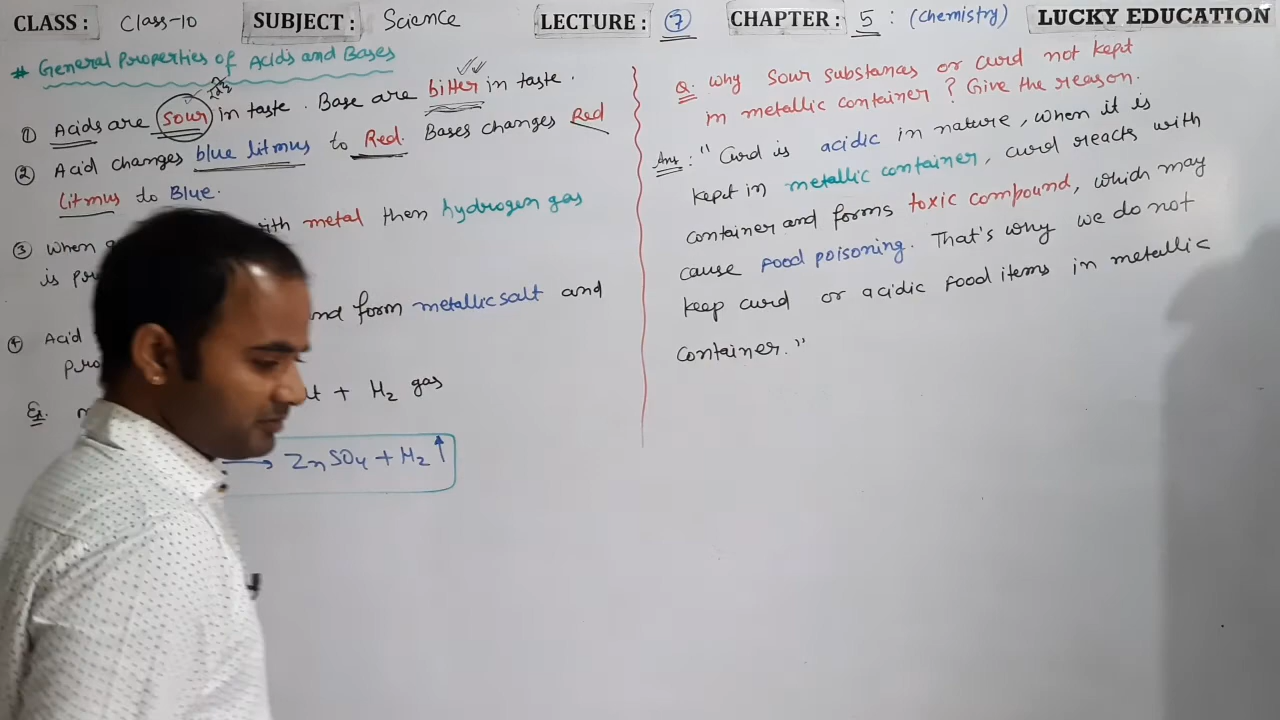 CLASS : Class-10 SUBJECT : Science LECTURE : 7 CHAPTER : 5 : (Chemistry) LUCKY EDUCATION
# General Properties of Acids and Bases
① Acids are sour in taste. Base are bitter in taste.
② Acid changes blue litmus to Red. Bases changes Red
litmus to Blue.
③ When with metal then hydrogen gas
is
④ Acid and form metallic salt and
Ex. + H2 gas
→ ZnSO4 + H2 ↑
Q. Why Sour substanas or curd not kept
in metallic container ? Give the reason.
Ans: " Curd is acidic in nature, when it is
kept in metallic container, curd reacts with
container and forms toxic compound, which may
cause food poisoning. That's why we do not
keep curd or acidic food items in metallic
container."